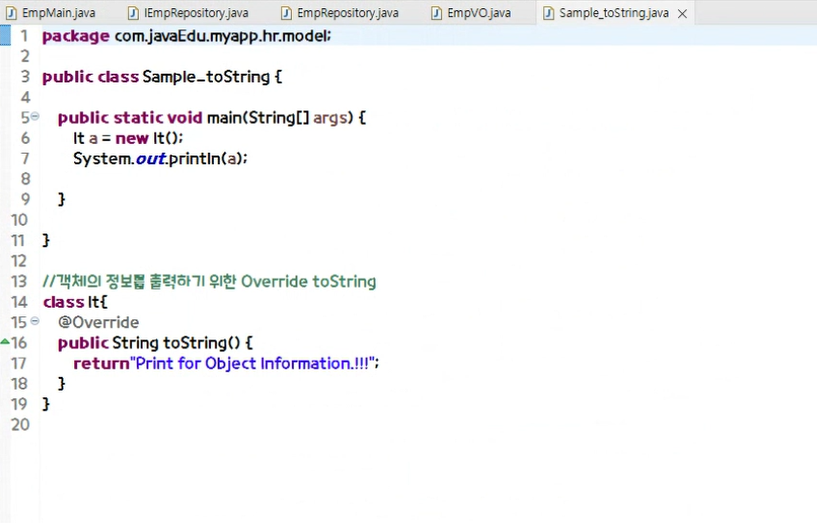 EmpMain.java IEmpRepository.java EmpRepository.java EmpVO.java Sample_toString.java
1 package com.javaEdu.myapp.hr.model;
2
3 public class Sample_toString {
4
5 public static void main(String[] args) {
6 It a = new It();
7 System.out.println(a);
8
9 }
10
11 }
12
13 //객체의 정보를 출력하기 위한 Override toString
14 class It{
15 @Override
16 public String toString() {
17 return"Print for Object Information.!!!";
18 }
19 }
20